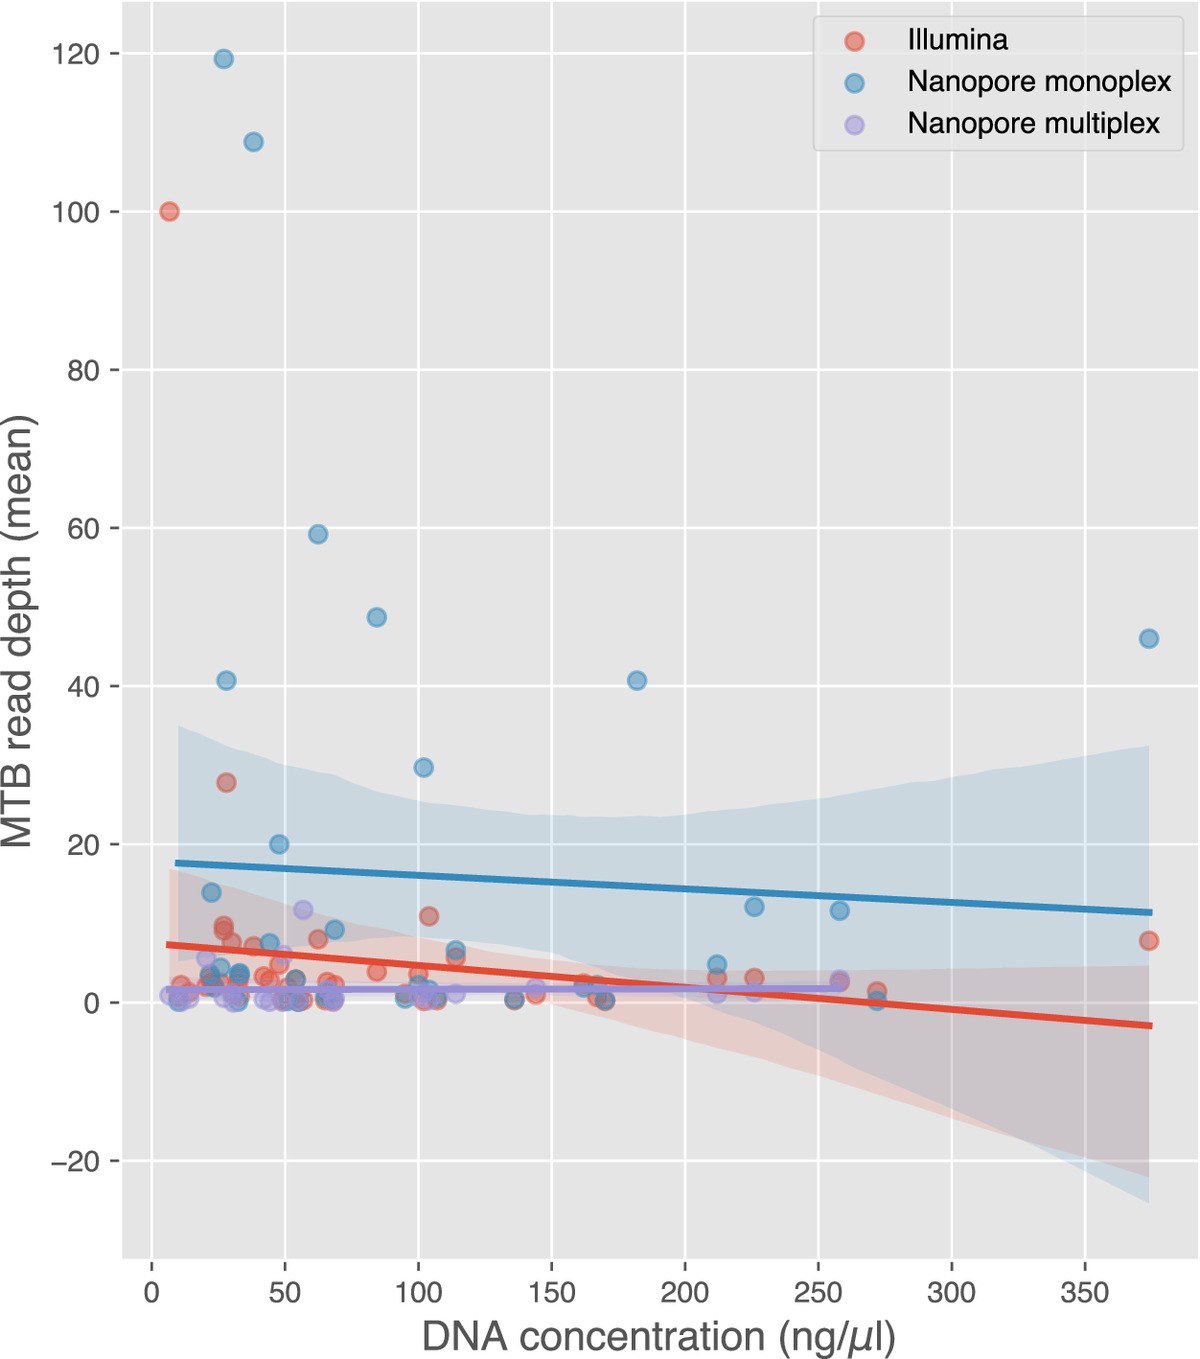 Illumina
Nanopore monoplex
Nanopore multiplex
MTB read depth (mean)
120
100
80
60
40
20
0
−20
0 50 100 150 200 250 300 350
DNA concentration (ng/µl)